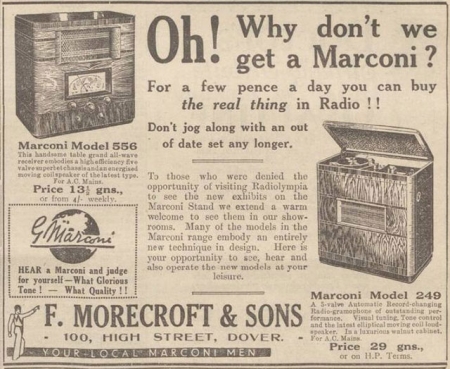 Oh! Why don't we
get a Marconi?
For a few pence a day you can buy
the real thing in Radio!!
Don't jog along with an out
of date set any longer.
Marconi Model 556
This handsome table grand all-wave
receiver embodies a high efficiency five
valve superhet chassis and an energised
moving coil speaker of the latest type.
For A.C. Mains.
Price 13½ gns.,
or from 4/- weekly.
G Marconi
HEAR a Marconi and judge
for yourself—What Glorious
Tone! — What Quality!!
To those who were denied the
opportunity of visiting Radiolympia
to see the new exhibits on the
Marconi Stand we extend a warm
welcome to see them in our show-
rooms. Many of the models in the
Marconi range embody an entirely
new technique in design. Here is
your opportunity to see, hear and
also operate the new models at your
leisure.
Marconi Model 249
A 5-valve Automatic Record-changing
Radio-gramophone of outstanding per-
formance. Visual tuning, Tone control
and the latest elliptical moving coil loud-
speaker. In a luxurious walnut cabinet.
For A.C. Mains.
Price 29 gns.,
or on H.P. Terms.
F. MORECROFT & SONS
- 100, HIGH STREET, DOVER. -
YOUR LOCAL MARCONI MEN